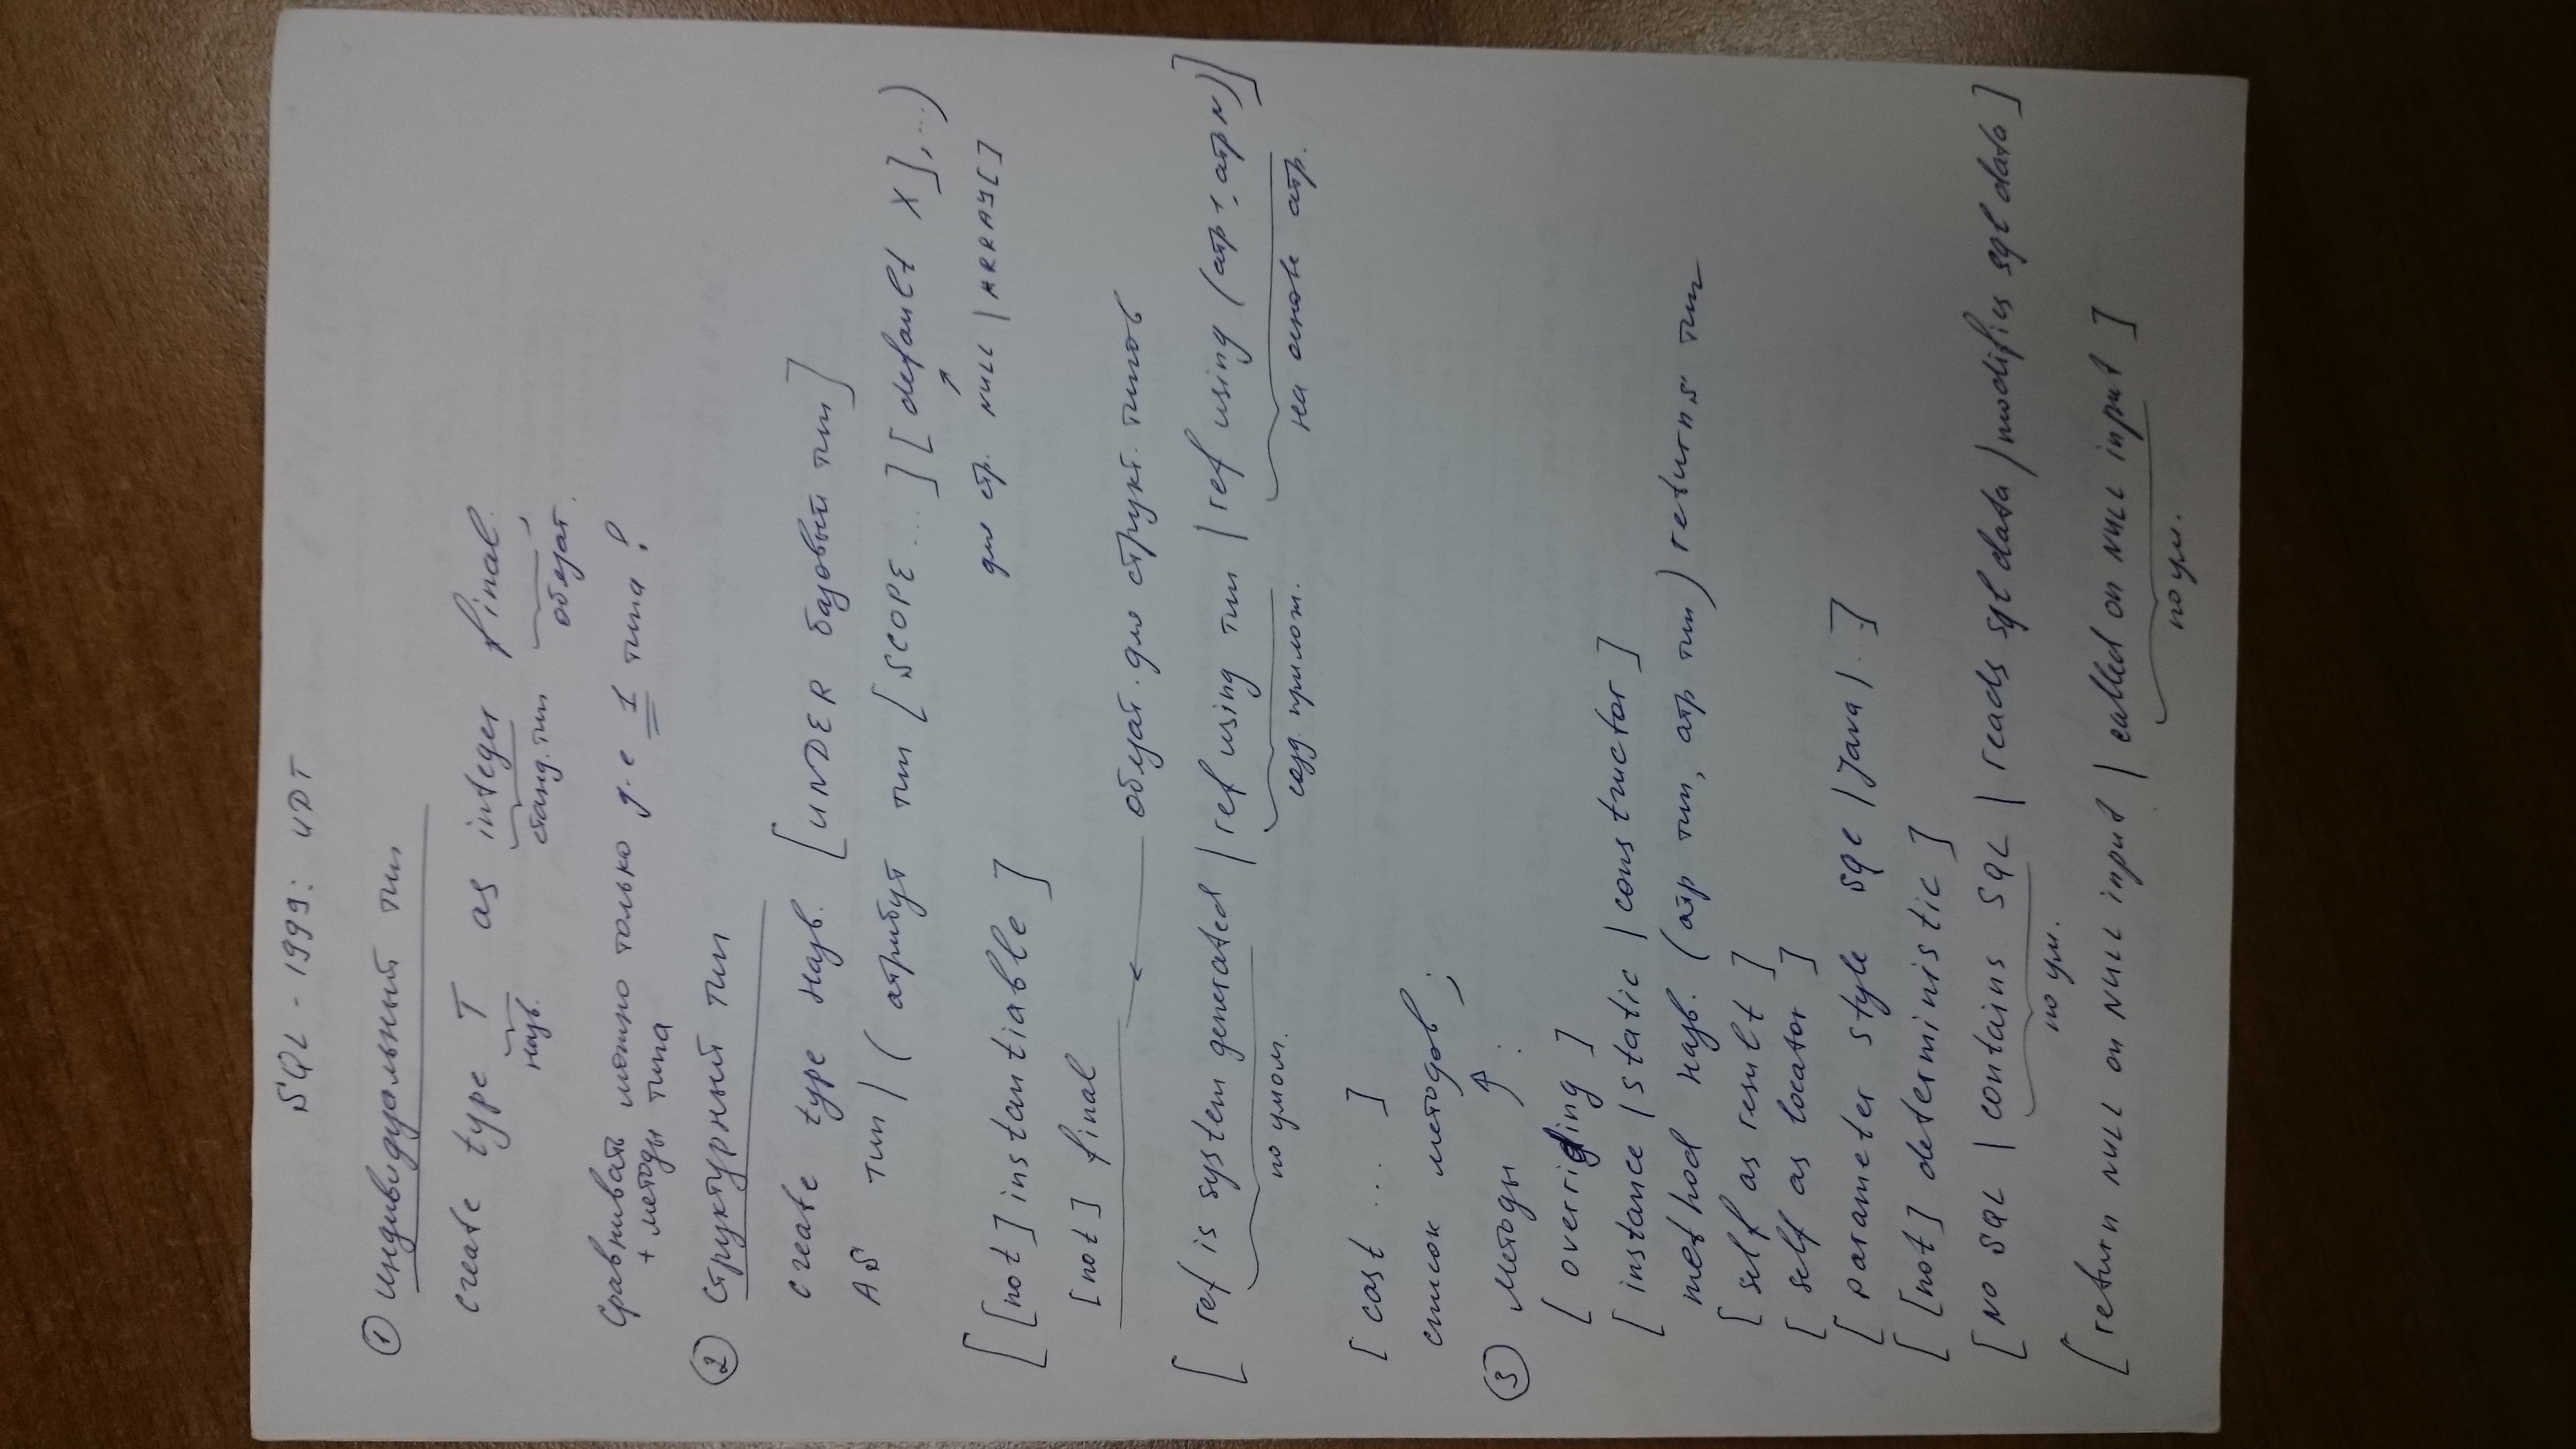 SQL - 1999: UDT
① Индивидуальный тип
create type T as integer final;
назв. станд. тип обязат.
Сравнивать можно только д-е 1 типа!
+ методы типа
② Структурный тип
create type назв. [UNDER базовый тип]
AS тип | ( атрибут тип [SCOPE ...] [default X], ...)
для стр. NULL | ARRAY[]
[[not] instantiable]
[not] final
обязат. для структ. типов
[ref is system generated | ref using тип | ref using (атр 1, атр N)]
по умол. созд. прилож. на основе атр.
[cast ... ]
список методов;
③ Методы ↑:
[overriding]
[instance | static | constructor]
method назв. (атр тип, атр тип) returns тип
[self as result]
[self as locator]
[parameter style sql | Java | ..]
[[not] deterministic]
[NO SQL | contains SQL | reads sql data | modifies sql data]
по ум.
[return NULL on NULL input | called on NULL input]
по ум.